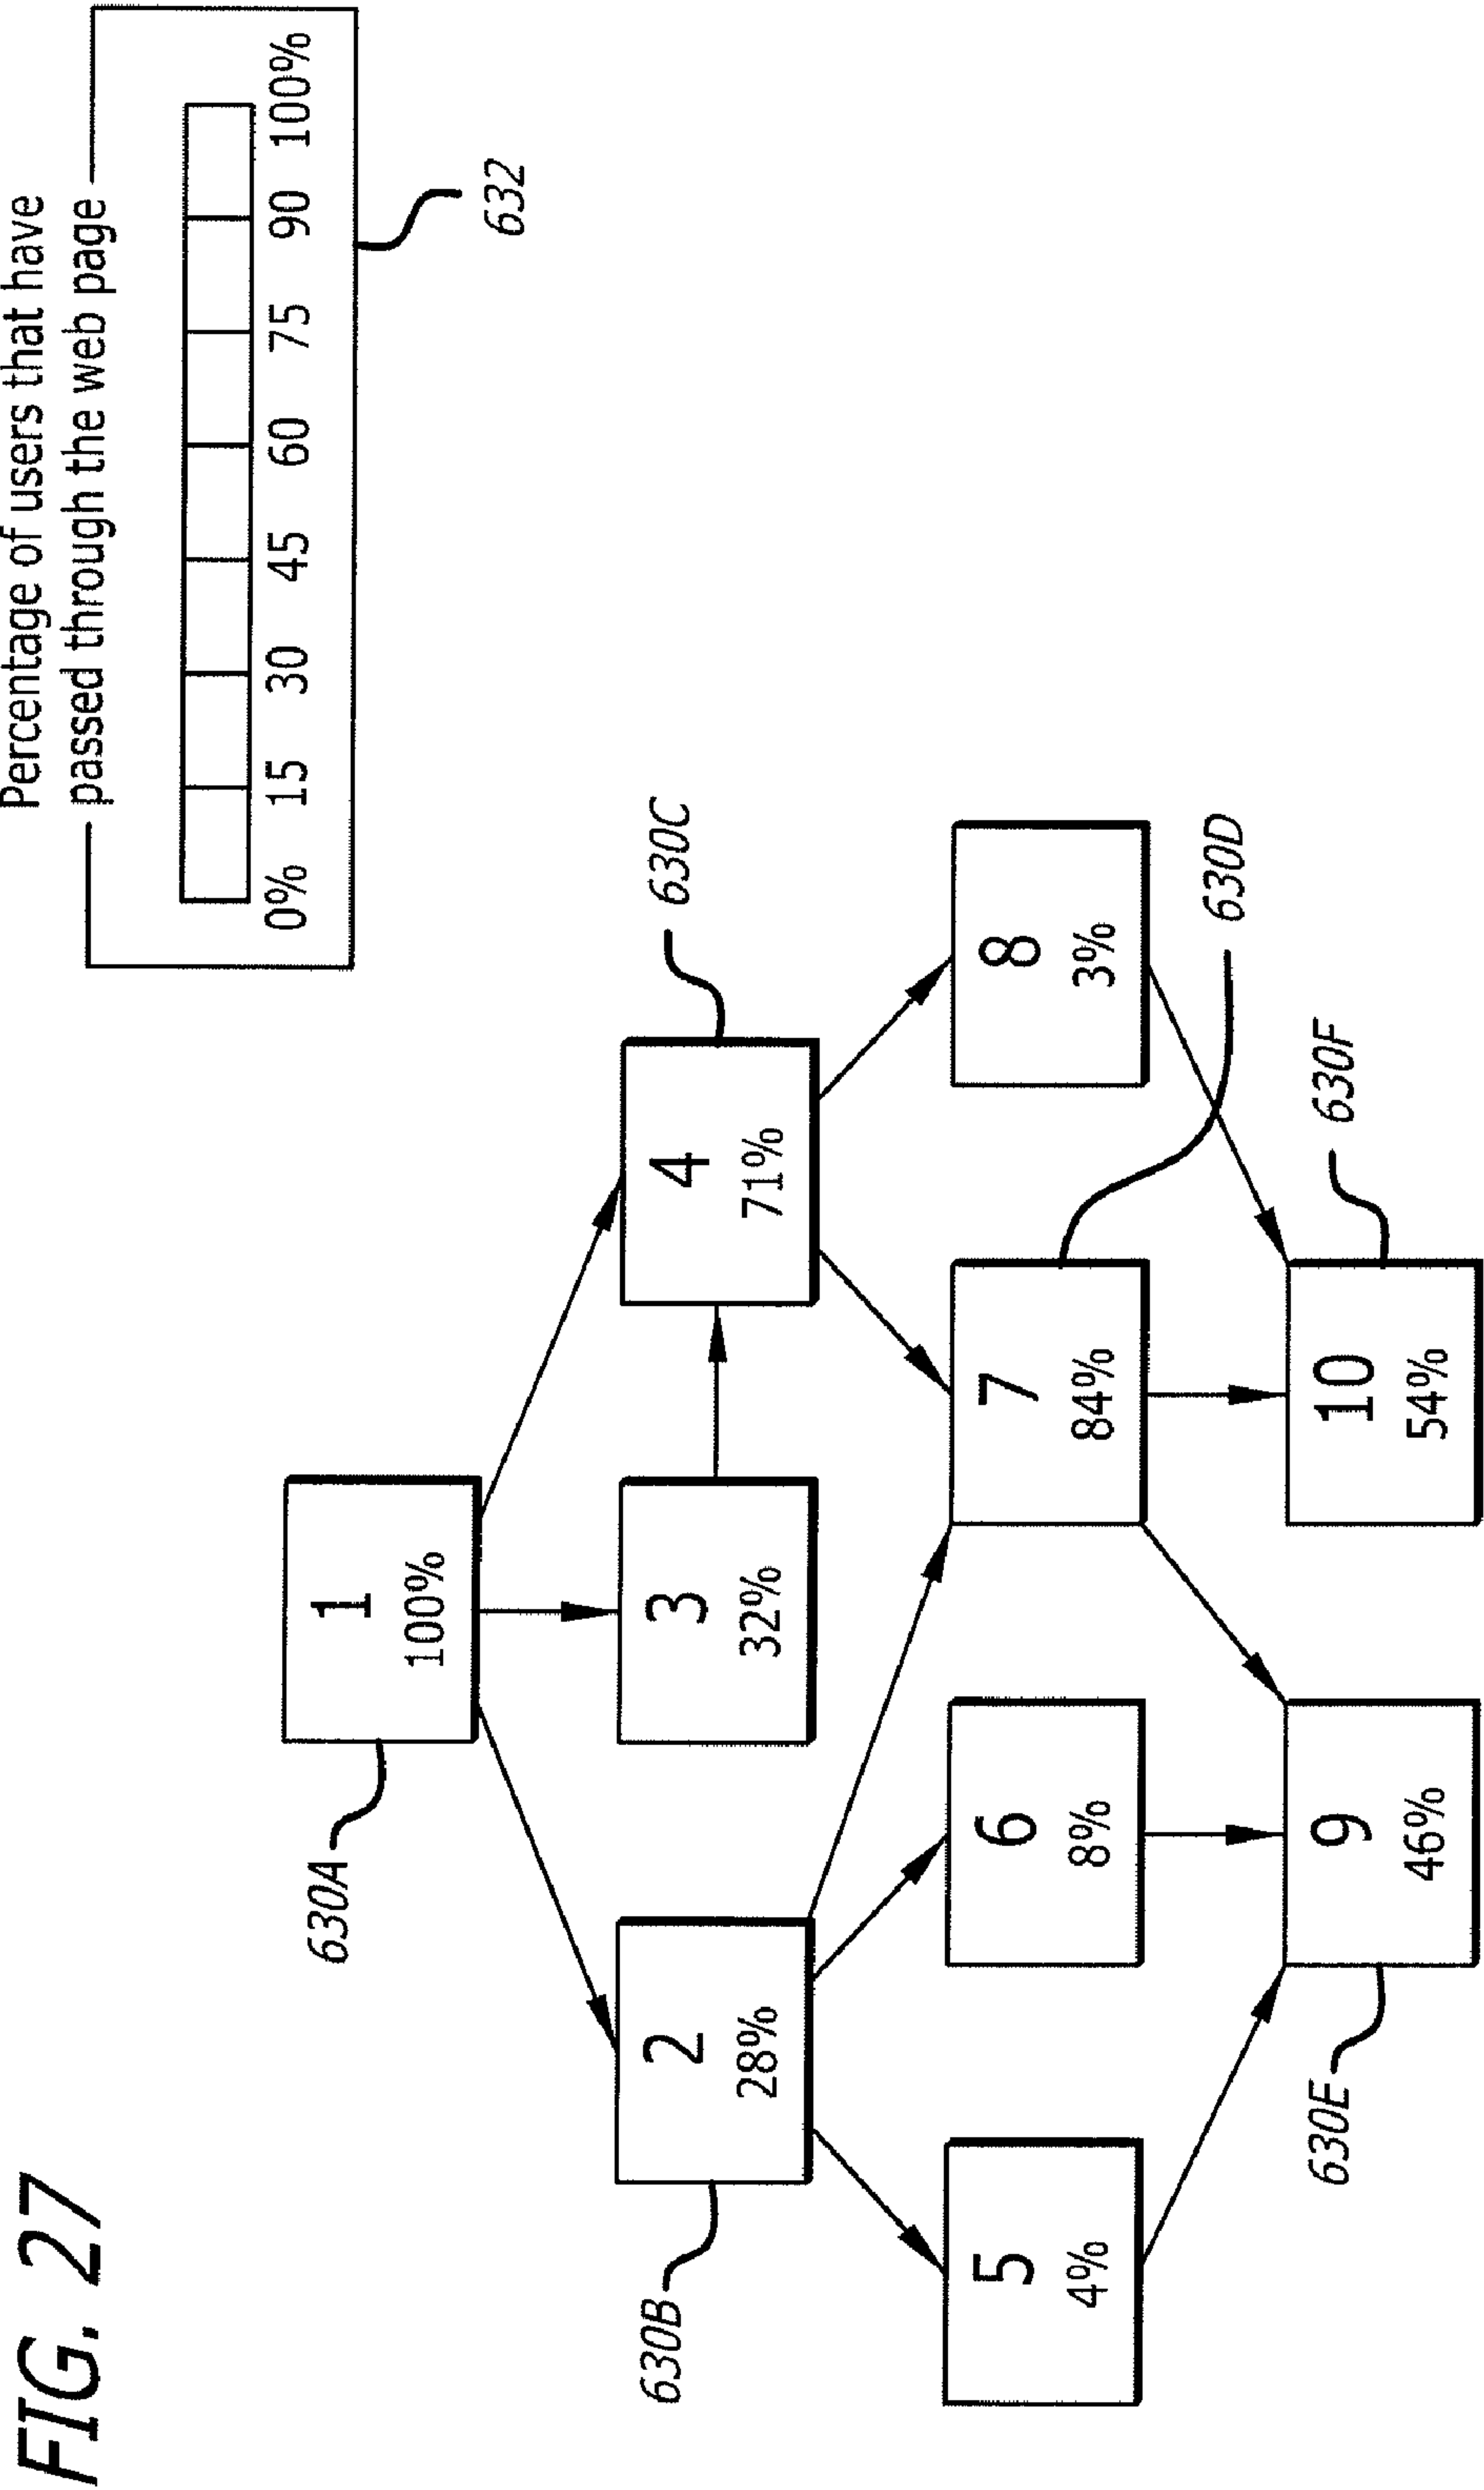 FIG. 27
Percentage of users that have
passed through the web page
0% 15 30 45 60 75 90 100%
632
630A
1
100%
630B
2
28%
3
32%
4
71%
630C
5
4%
6
8%
7
84%
8
3%
630D
630E
9
46%
10
54%
630F